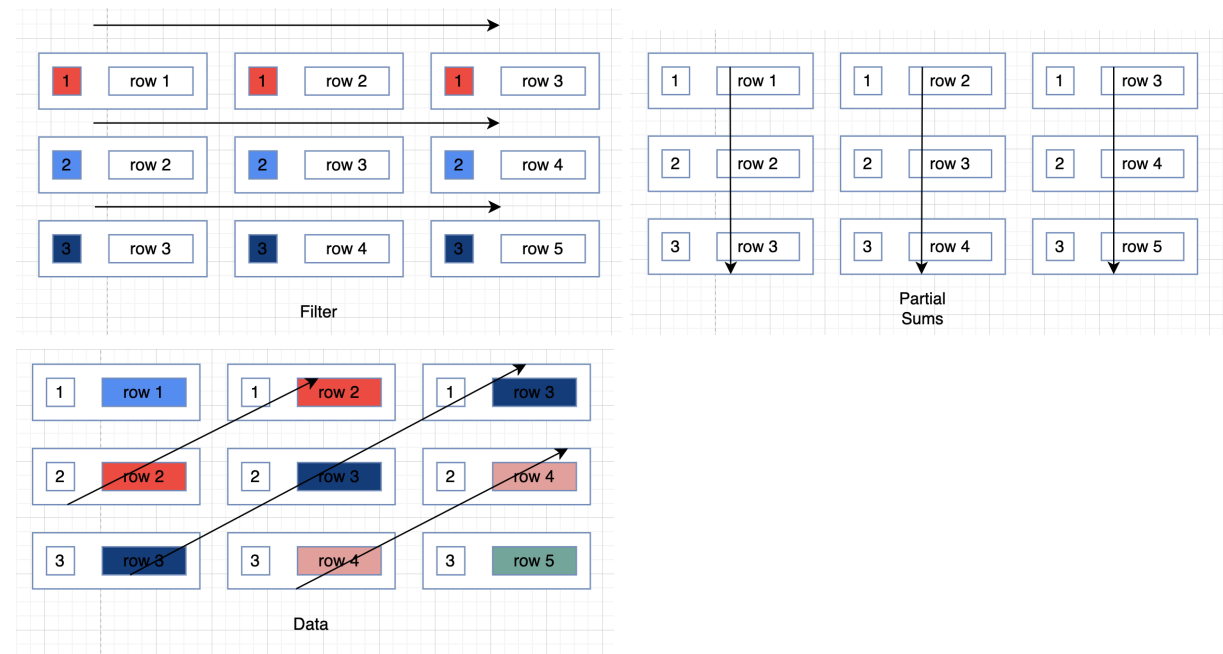 1 row 1 1 row 2 1 row 3
2 row 2 2 row 3 2 row 4
3 row 3 3 row 4 3 row 5
Filter
1 row 1 1 row 2 1 row 3
2 row 2 2 row 3 2 row 4
3 row 3 3 row 4 3 row 5
Partial
Sums
1 row 1 1 row 2 1 row 3
2 row 2 2 row 3 2 row 4
3 row 3 3 row 4 3 row 5
Data